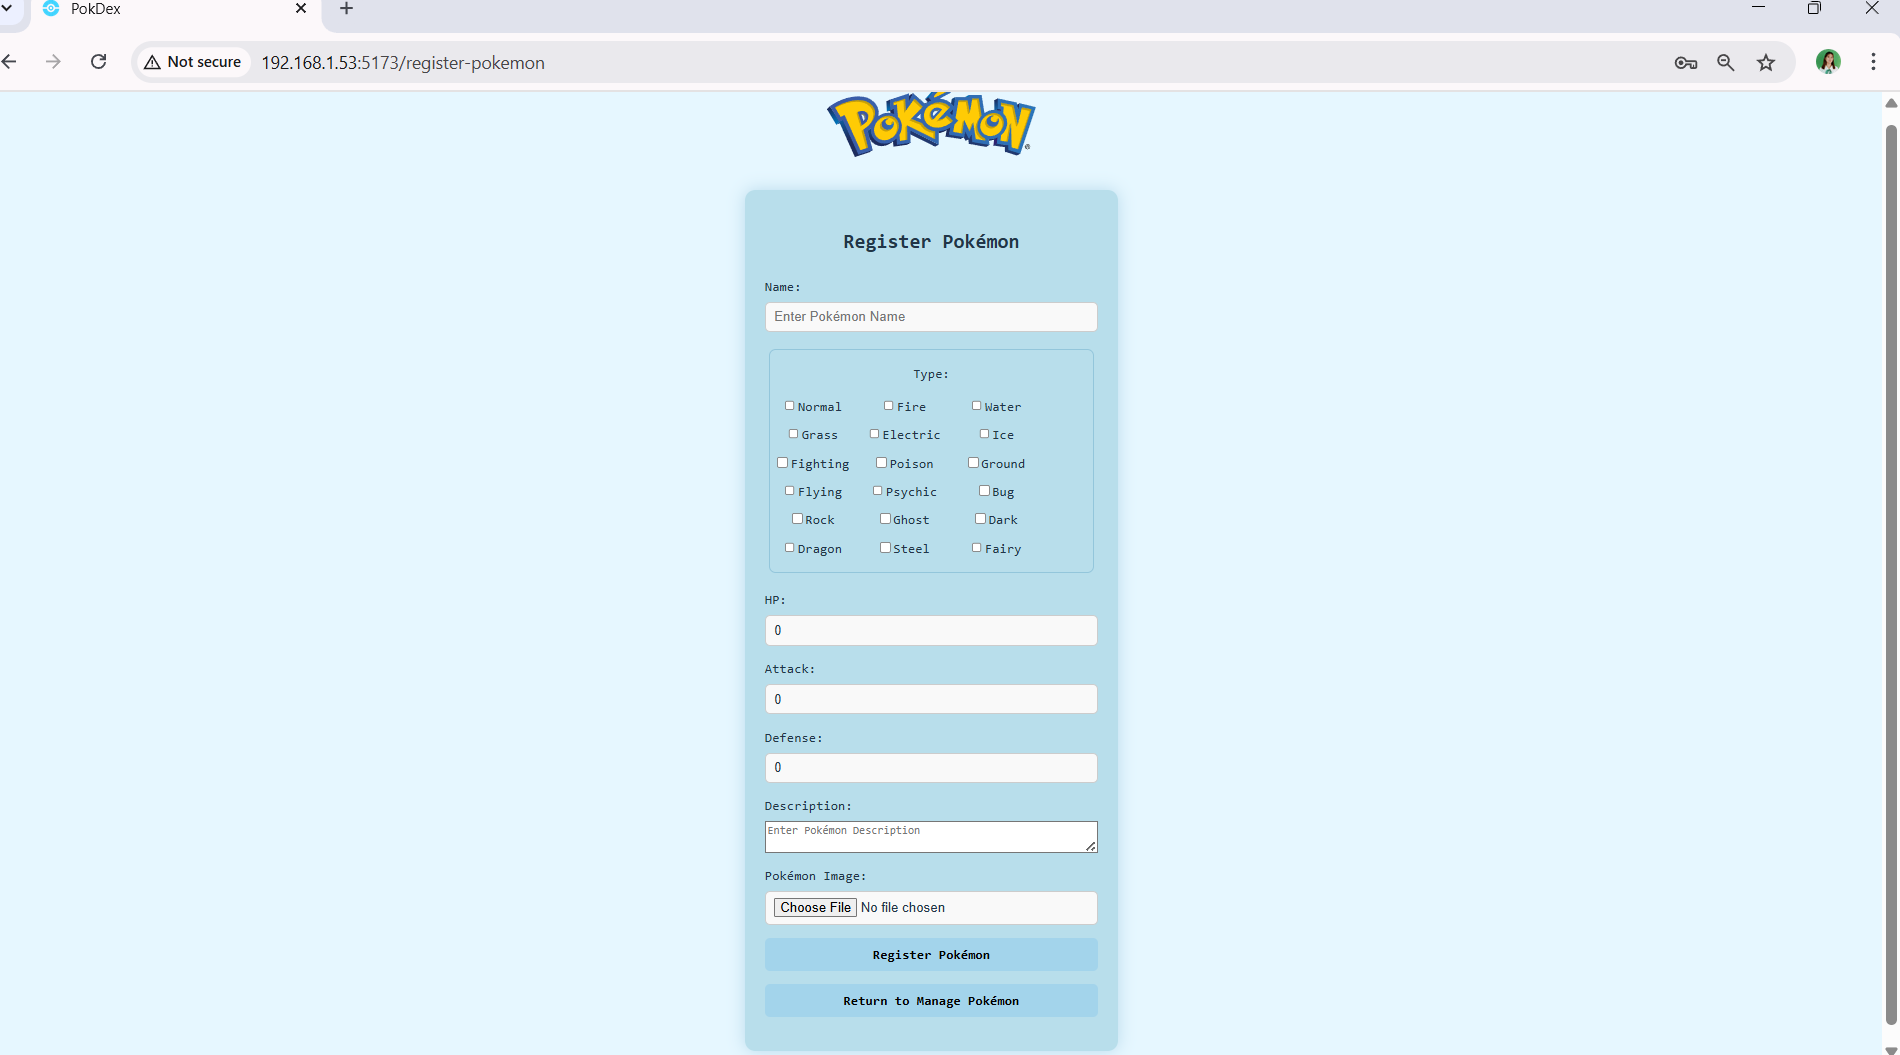 PokDex
Not secure
192.168.1.53:5173/register-pokemon
POKéMON®
Register Pokémon
Name:
Enter Pokémon Name
Type:
Normal Fire Water
Grass Electric Ice
Fighting Poison Ground
Flying Psychic Bug
Rock Ghost Dark
Dragon Steel Fairy
HP:
0
Attack:
0
Defense:
0
Description:
Enter Pokémon Description
Pokémon Image:
Choose File No file chosen
Register Pokémon
Return to Manage Pokémon